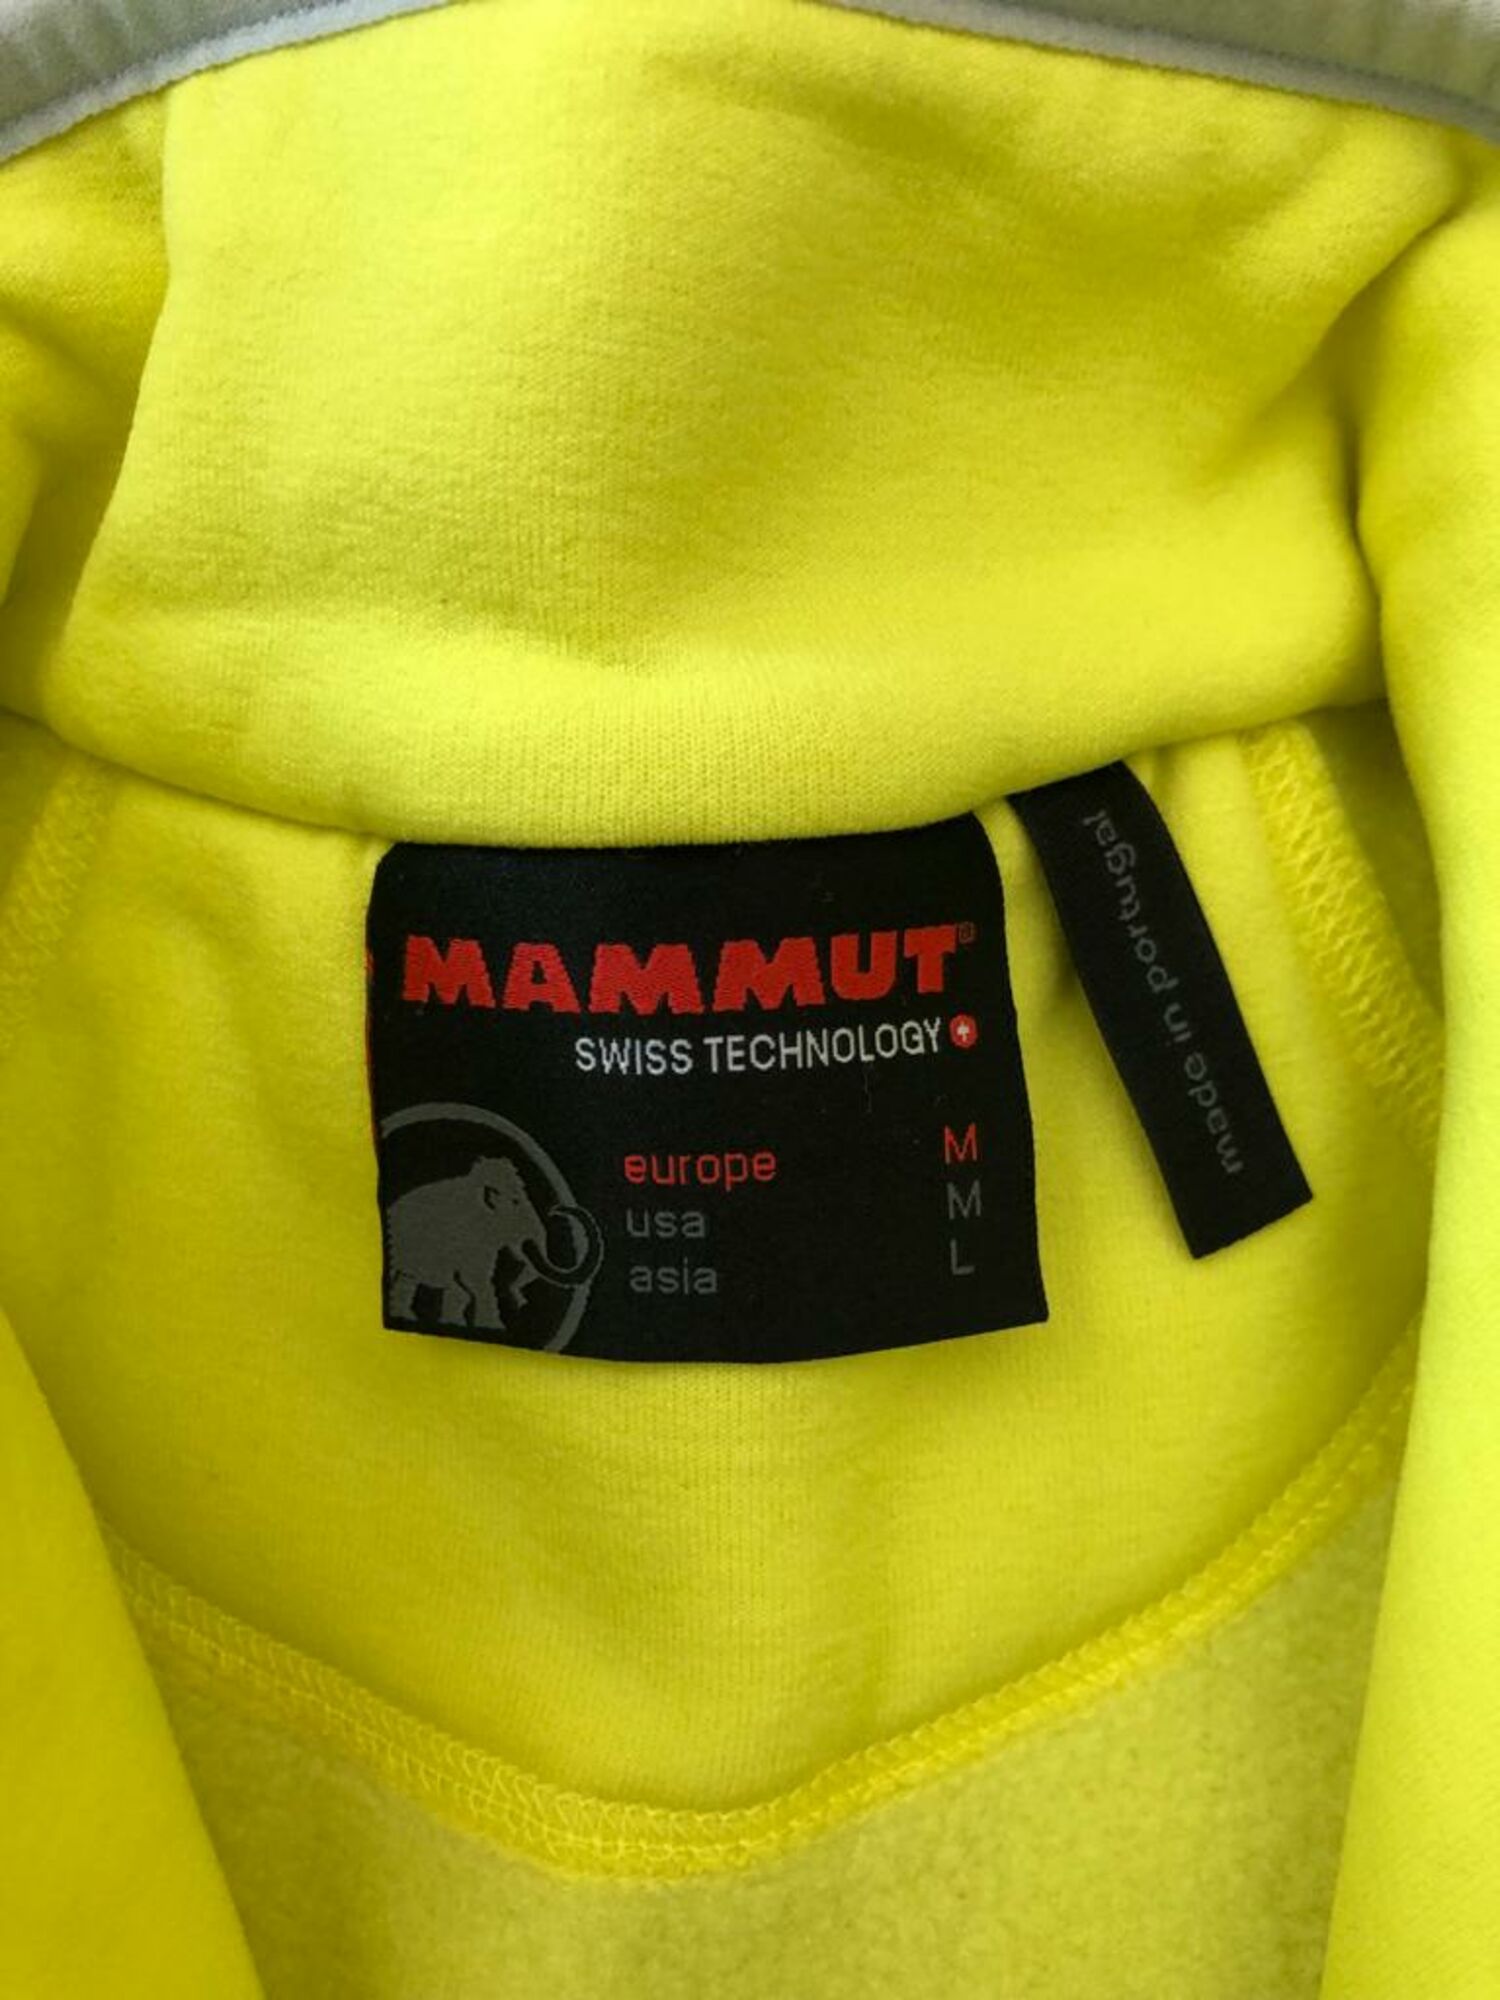 MAMMUT®
SWISS TECHNOLOGY
europe M
usa M
asia L
made in portugal